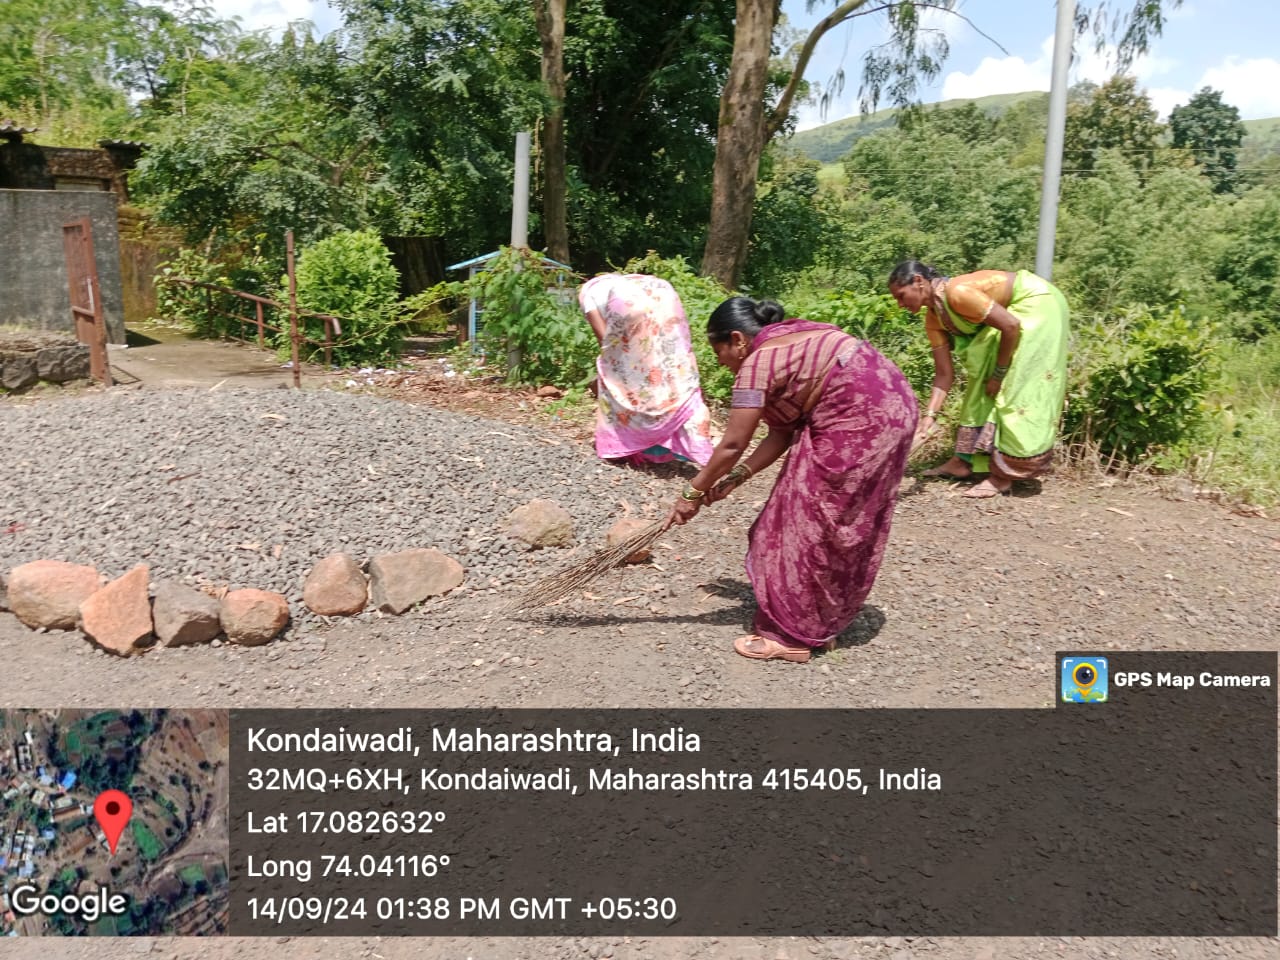 GPS Map Camera
Kondaiwadi, Maharashtra, India
32MQ+6XH, Kondaiwadi, Maharashtra 415405, India
Lat 17.082632°
Long 74.04116°
14/09/24 01:38 PM GMT +05:30
Google